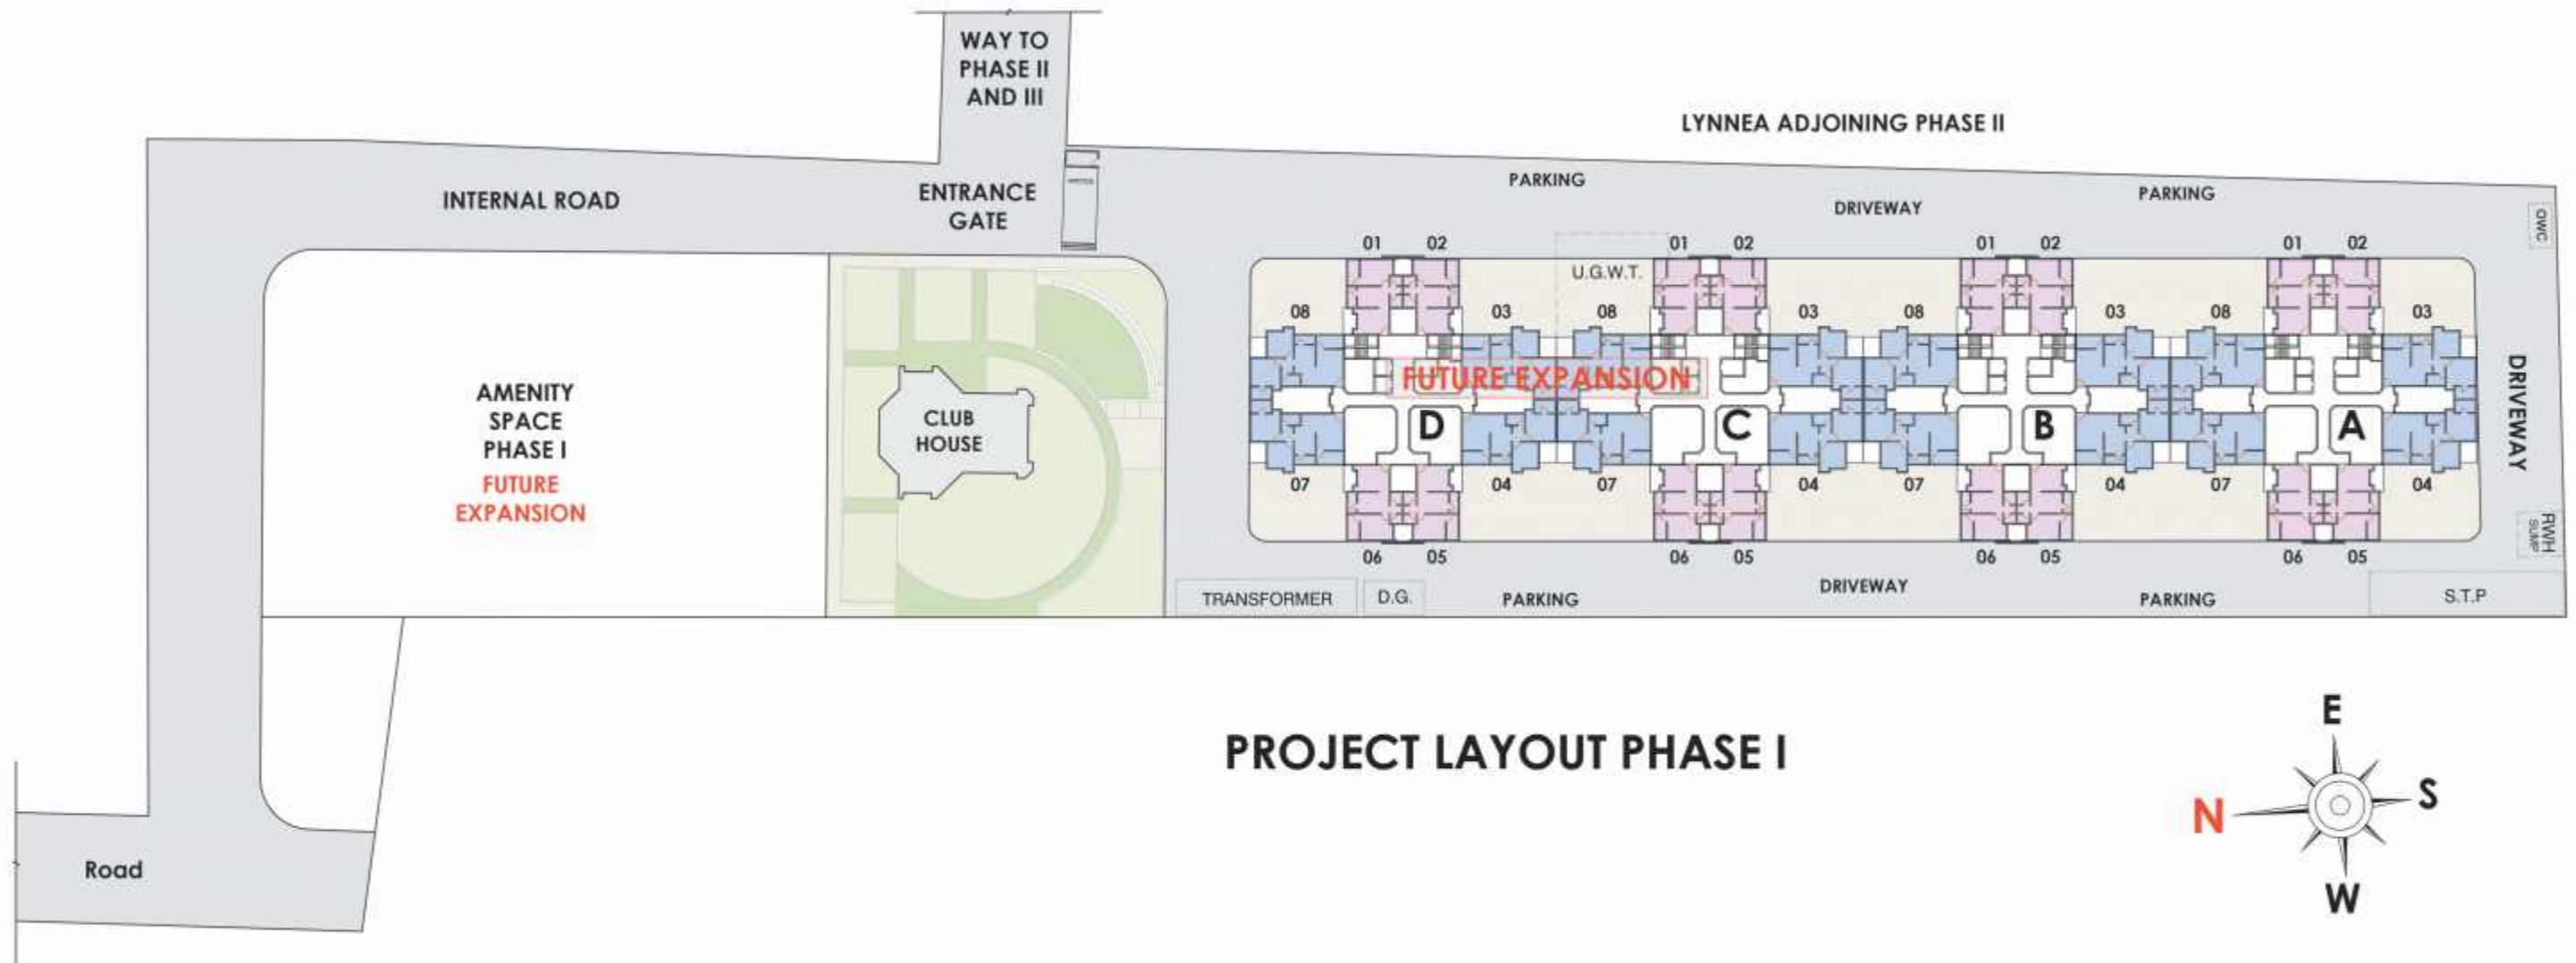 WAY TO
PHASE II
AND III
LYNNEA ADJOINING PHASE II
INTERNAL ROAD
ENTRANCE
GATE
PARKING
DRIVEWAY
PARKING
OWC
01 02 01 02 01 02 01 02
U.G.W.T.
08 03 08 03 08 03 08 03
FUTURE EXPANSION
D C B A
DRIVEWAY
AMENITY
SPACE
PHASE I
FUTURE
EXPANSION
CLUB
HOUSE
07 04 07 04 07 04 07 04
06 05 06 05 06 05 06 05
RWH
SUMP
TRANSFORMER
D.G.
PARKING
DRIVEWAY
PARKING
S.T.P
PROJECT LAYOUT PHASE I
E
N
S
W
Road